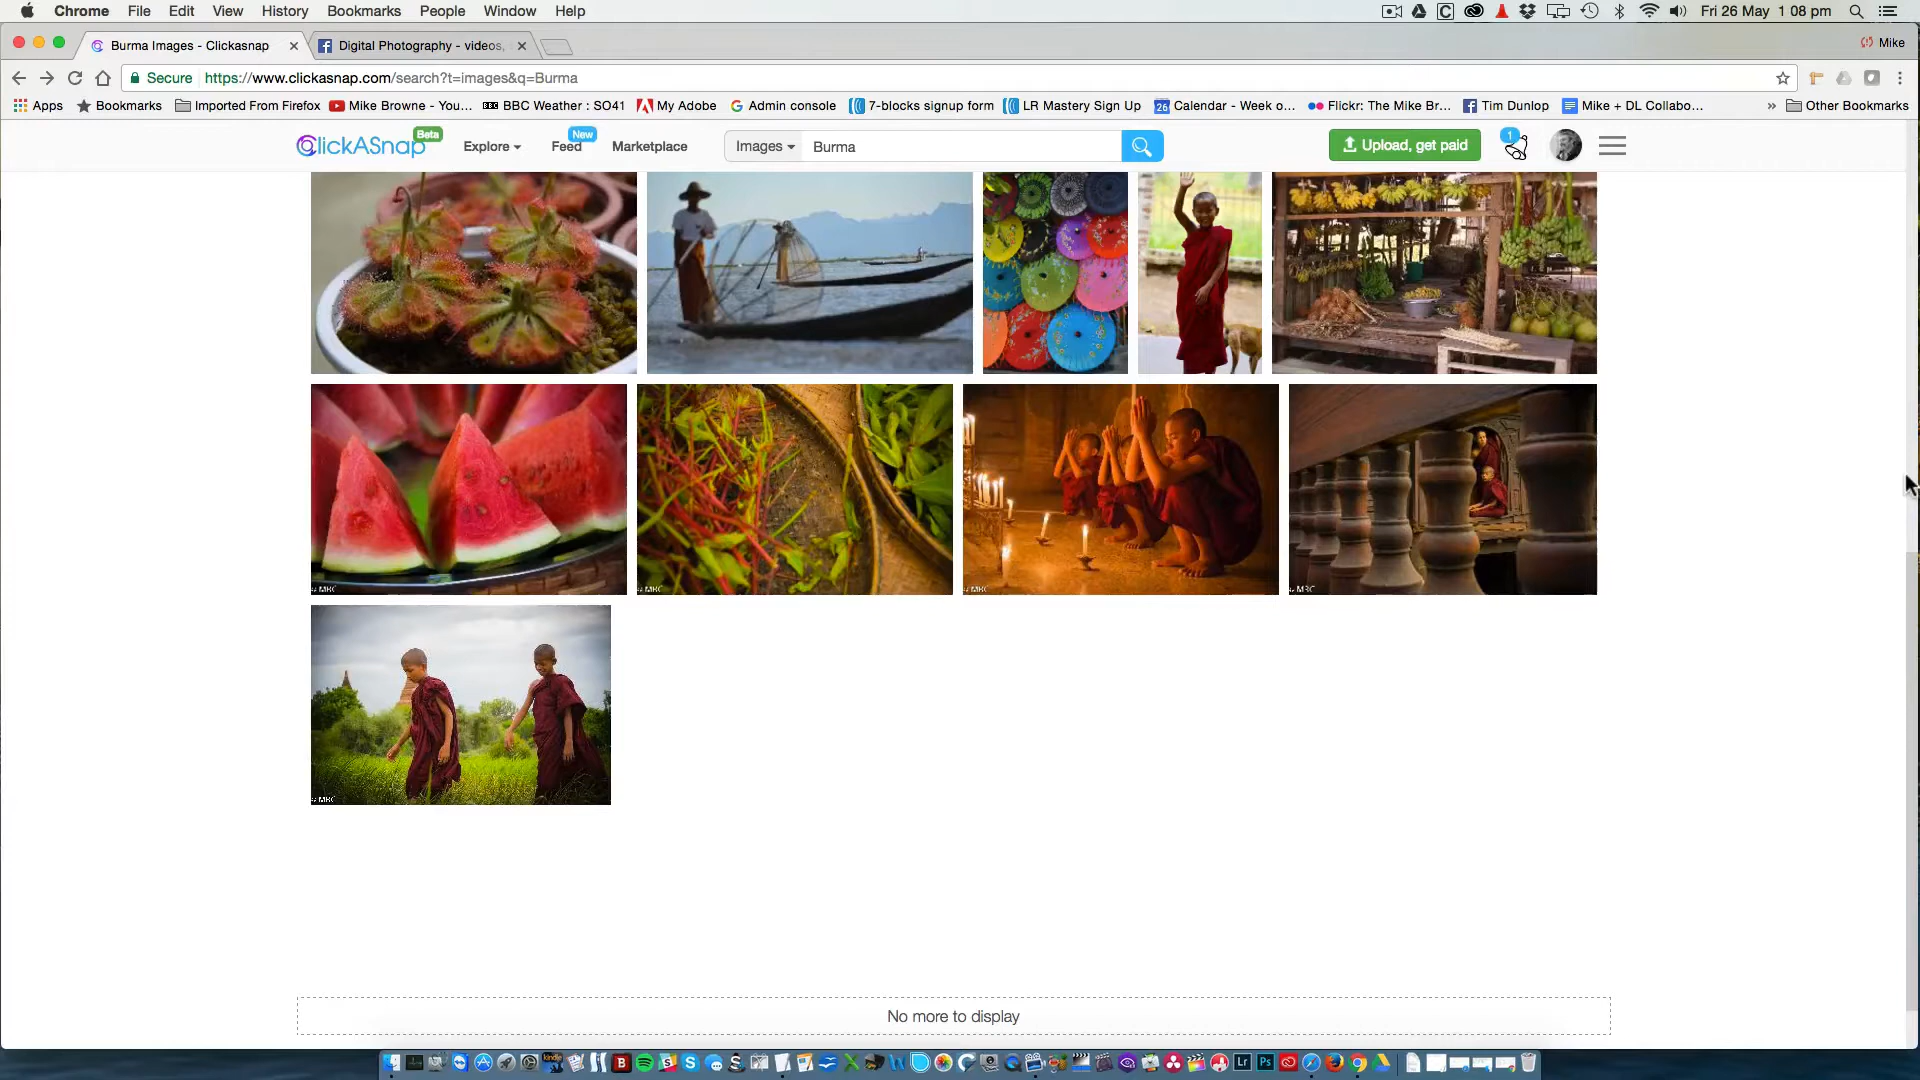 Chrome File Edit View History Bookmarks People Window Help Fri 26 May 1 08 pm
Burma Images - Clickasnap Digital Photography - videos, Mike
Secure https://www.clickasnap.com/search?t=images&q=Burma
Apps Bookmarks Imported From Firefox Mike Browne - You... BBC Weather : SO41 My Adobe Admin console 7-blocks signup form LR Mastery Sign Up Calendar - Week o... Flickr: The Mike Br... Tim Dunlop Mike + DL Collabo... » Other Bookmarks
ClickASnap Beta Explore Feed New Marketplace Images Burma Upload, get paid 1
No more to display